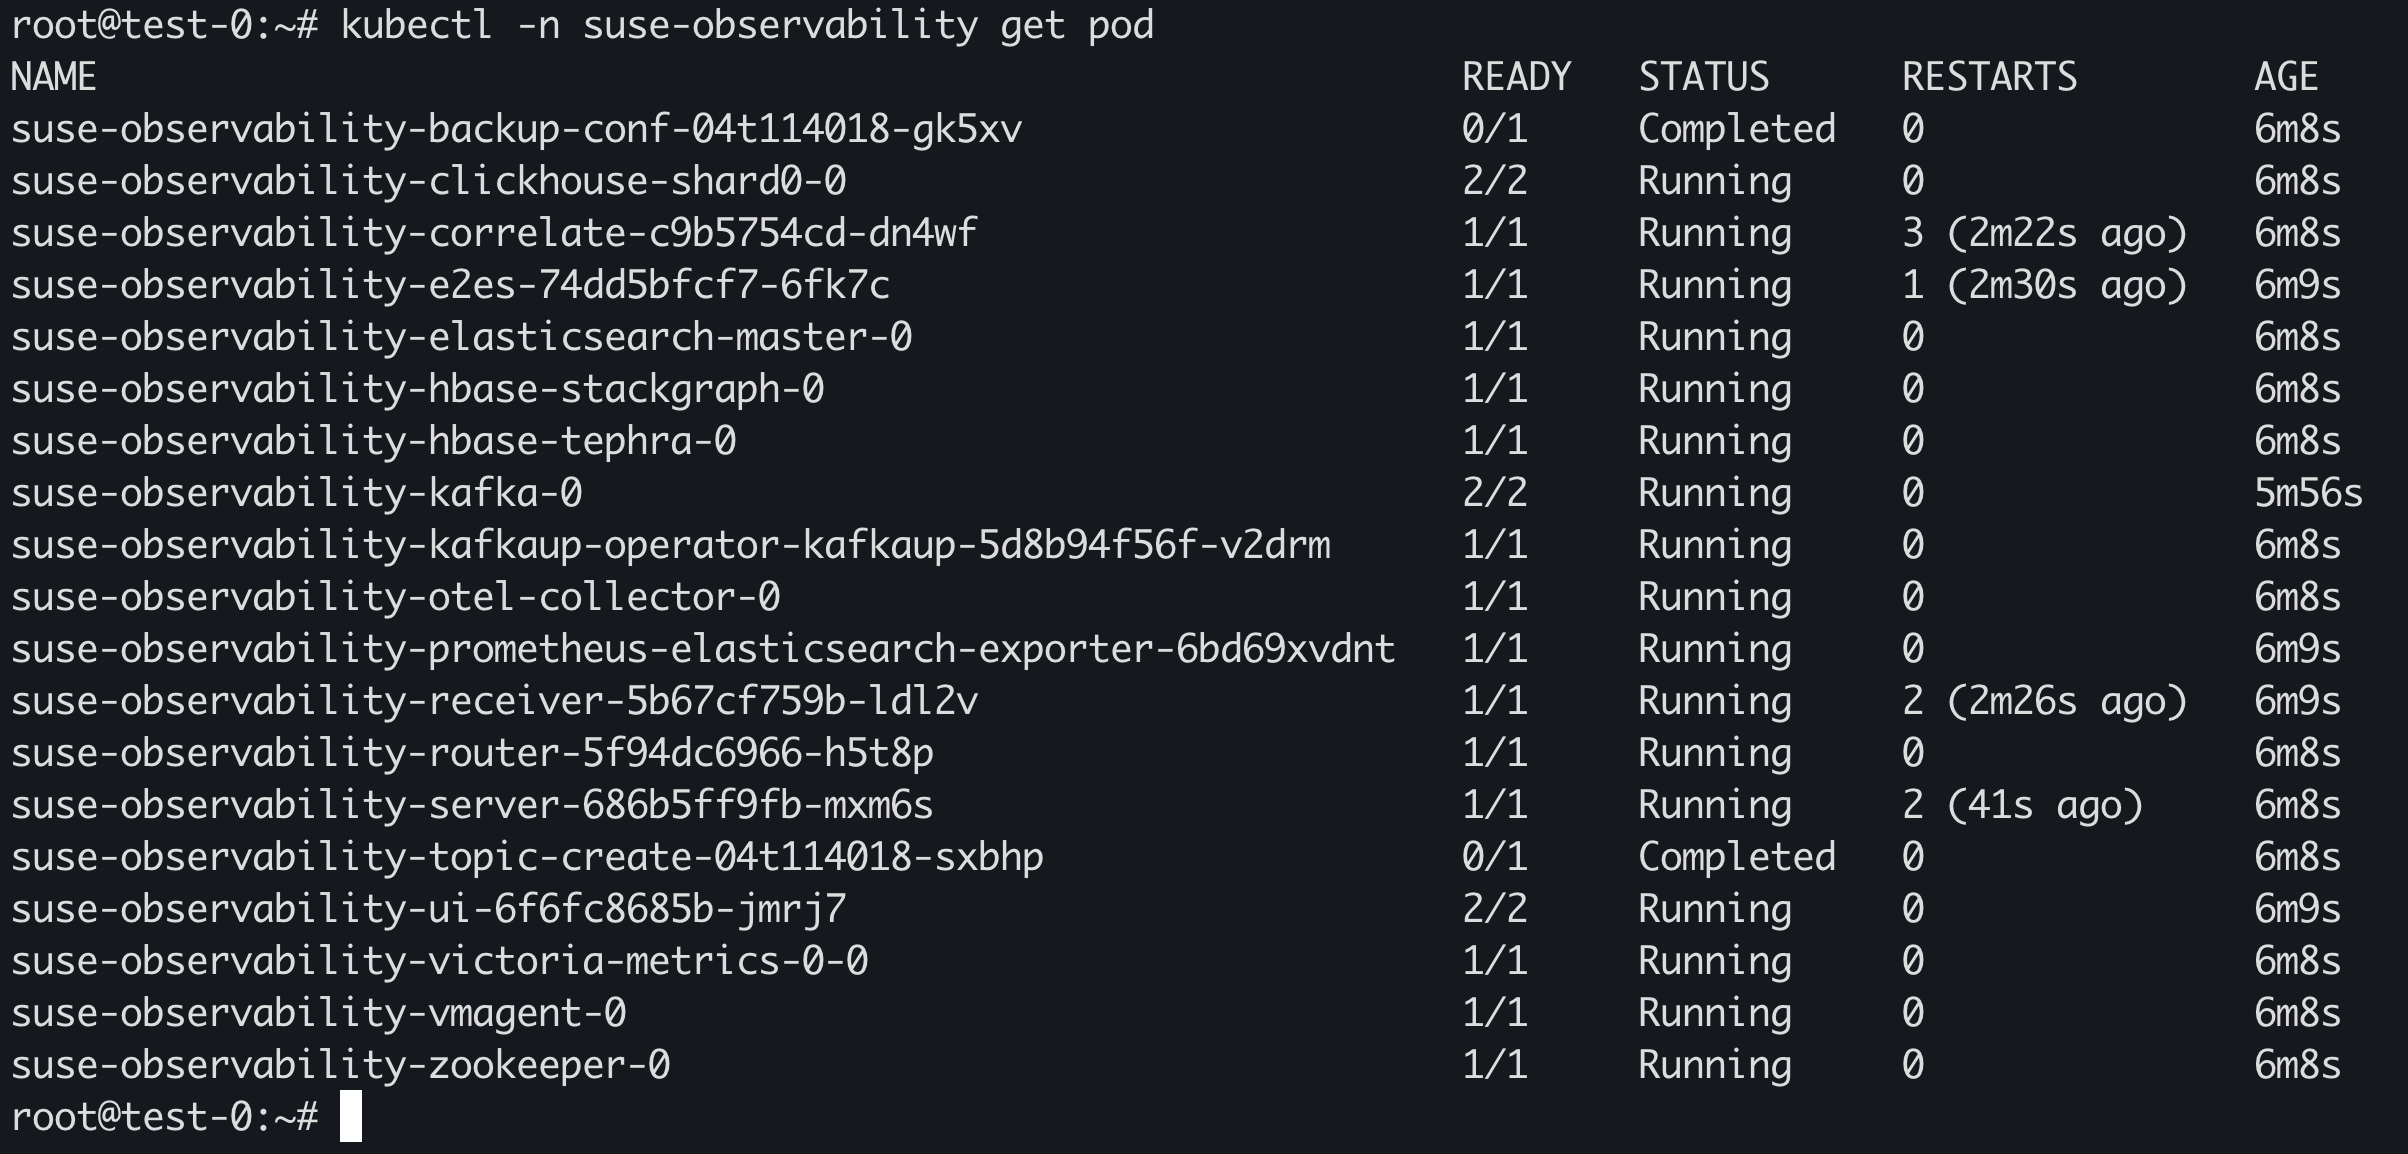 root@test-0:~# kubectl -n suse-observability get pod
NAME READY STATUS RESTARTS AGE
suse-observability-backup-conf-04t114018-gk5xv 0/1 Completed 0 6m8s
suse-observability-clickhouse-shard0-0 2/2 Running 0 6m8s
suse-observability-correlate-c9b5754cd-dn4wf 1/1 Running 3 (2m22s ago) 6m8s
suse-observability-e2es-74dd5bfcf7-6fk7c 1/1 Running 1 (2m30s ago) 6m9s
suse-observability-elasticsearch-master-0 1/1 Running 0 6m8s
suse-observability-hbase-stackgraph-0 1/1 Running 0 6m8s
suse-observability-hbase-tephra-0 1/1 Running 0 6m8s
suse-observability-kafka-0 2/2 Running 0 5m56s
suse-observability-kafkaup-operator-kafkaup-5d8b94f56f-v2drm 1/1 Running 0 6m8s
suse-observability-otel-collector-0 1/1 Running 0 6m8s
suse-observability-prometheus-elasticsearch-exporter-6bd69xvdnt 1/1 Running 0 6m9s
suse-observability-receiver-5b67cf759b-ldl2v 1/1 Running 2 (2m26s ago) 6m9s
suse-observability-router-5f94dc6966-h5t8p 1/1 Running 0 6m8s
suse-observability-server-686b5ff9fb-mxm6s 1/1 Running 2 (41s ago) 6m8s
suse-observability-topic-create-04t114018-sxbhp 0/1 Completed 0 6m8s
suse-observability-ui-6f6fc8685b-jmrj7 2/2 Running 0 6m9s
suse-observability-victoria-metrics-0-0 1/1 Running 0 6m8s
suse-observability-vmagent-0 1/1 Running 0 6m8s
suse-observability-zookeeper-0 1/1 Running 0 6m8s
root@test-0:~#